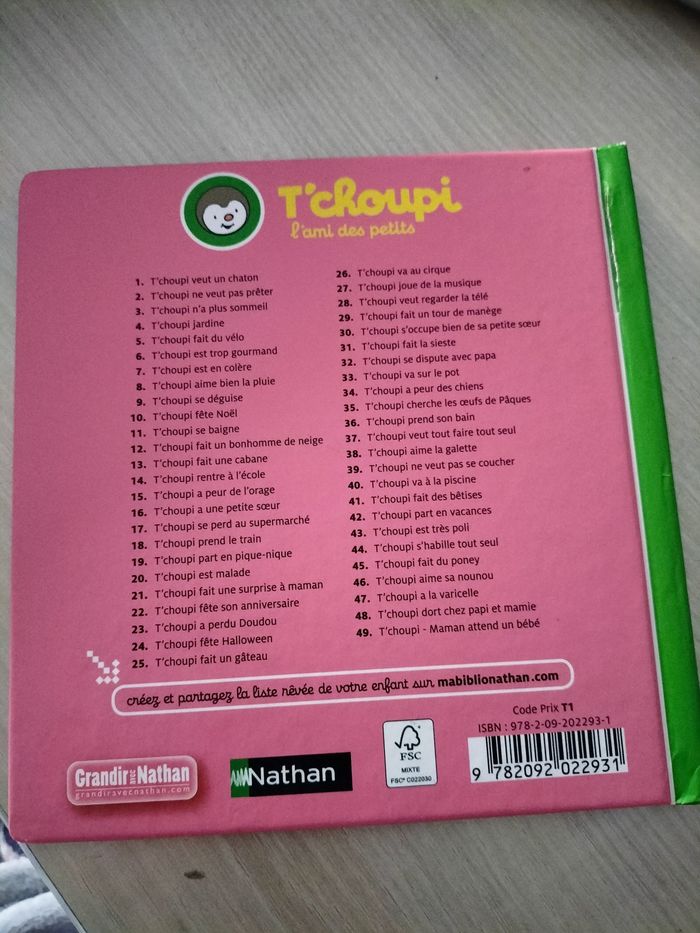 T'choupi
l'ami des petits
1. T'choupi veut un chaton
2. T'choupi ne veut pas prêter
3. T'choupi n'a plus sommeil
4. T'choupi jardine
5. T'choupi fait du vélo
6. T'choupi est trop gourmand
7. T'choupi est en colère
8. T'choupi aime bien la pluie
9. T'choupi se déguise
10. T'choupi fête Noël
11. T'choupi se baigne
12. T'choupi fait un bonhomme de neige
13. T'choupi fait une cabane
14. T'choupi rentre à l'école
15. T'choupi a peur de l'orage
16. T'choupi a une petite sœur
17. T'choupi se perd au supermarché
18. T'choupi prend le train
19. T'choupi part en pique-nique
20. T'choupi est malade
21. T'choupi fait une surprise à maman
22. T'choupi fête son anniversaire
23. T'choupi a perdu Doudou
24. T'choupi fête Halloween
25. T'choupi fait un gâteau
26. T'choupi va au cirque
27. T'choupi joue de la musique
28. T'choupi veut regarder la télé
29. T'choupi fait un tour de manège
30. T'choupi s'occupe bien de sa petite sœur
31. T'choupi fait la sieste
32. T'choupi se dispute avec papa
33. T'choupi va sur le pot
34. T'choupi a peur des chiens
35. T'choupi cherche les œufs de Pâques
36. T'choupi prend son bain
37. T'choupi veut tout faire tout seul
38. T'choupi aime la galette
39. T'choupi ne veut pas se coucher
40. T'choupi va à la piscine
41. T'choupi fait des bêtises
42. T'choupi part en vacances
43. T'choupi est très poli
44. T'choupi s'habille tout seul
45. T'choupi fait du poney
46. T'choupi aime sa nounou
47. T'choupi a la varicelle
48. T'choupi dort chez papi et mamie
49. T'choupi - Maman attend un bébé
créez et partagez la liste rêvée de votre enfant sur mabiblionathan.com
Code Prix T1
ISBN : 978-2-09-202293-1
9 782092 022931
Grandir avec Nathan
grandiravecnathan.com
Nathan
FSC
MIXTE
FSC® C022030